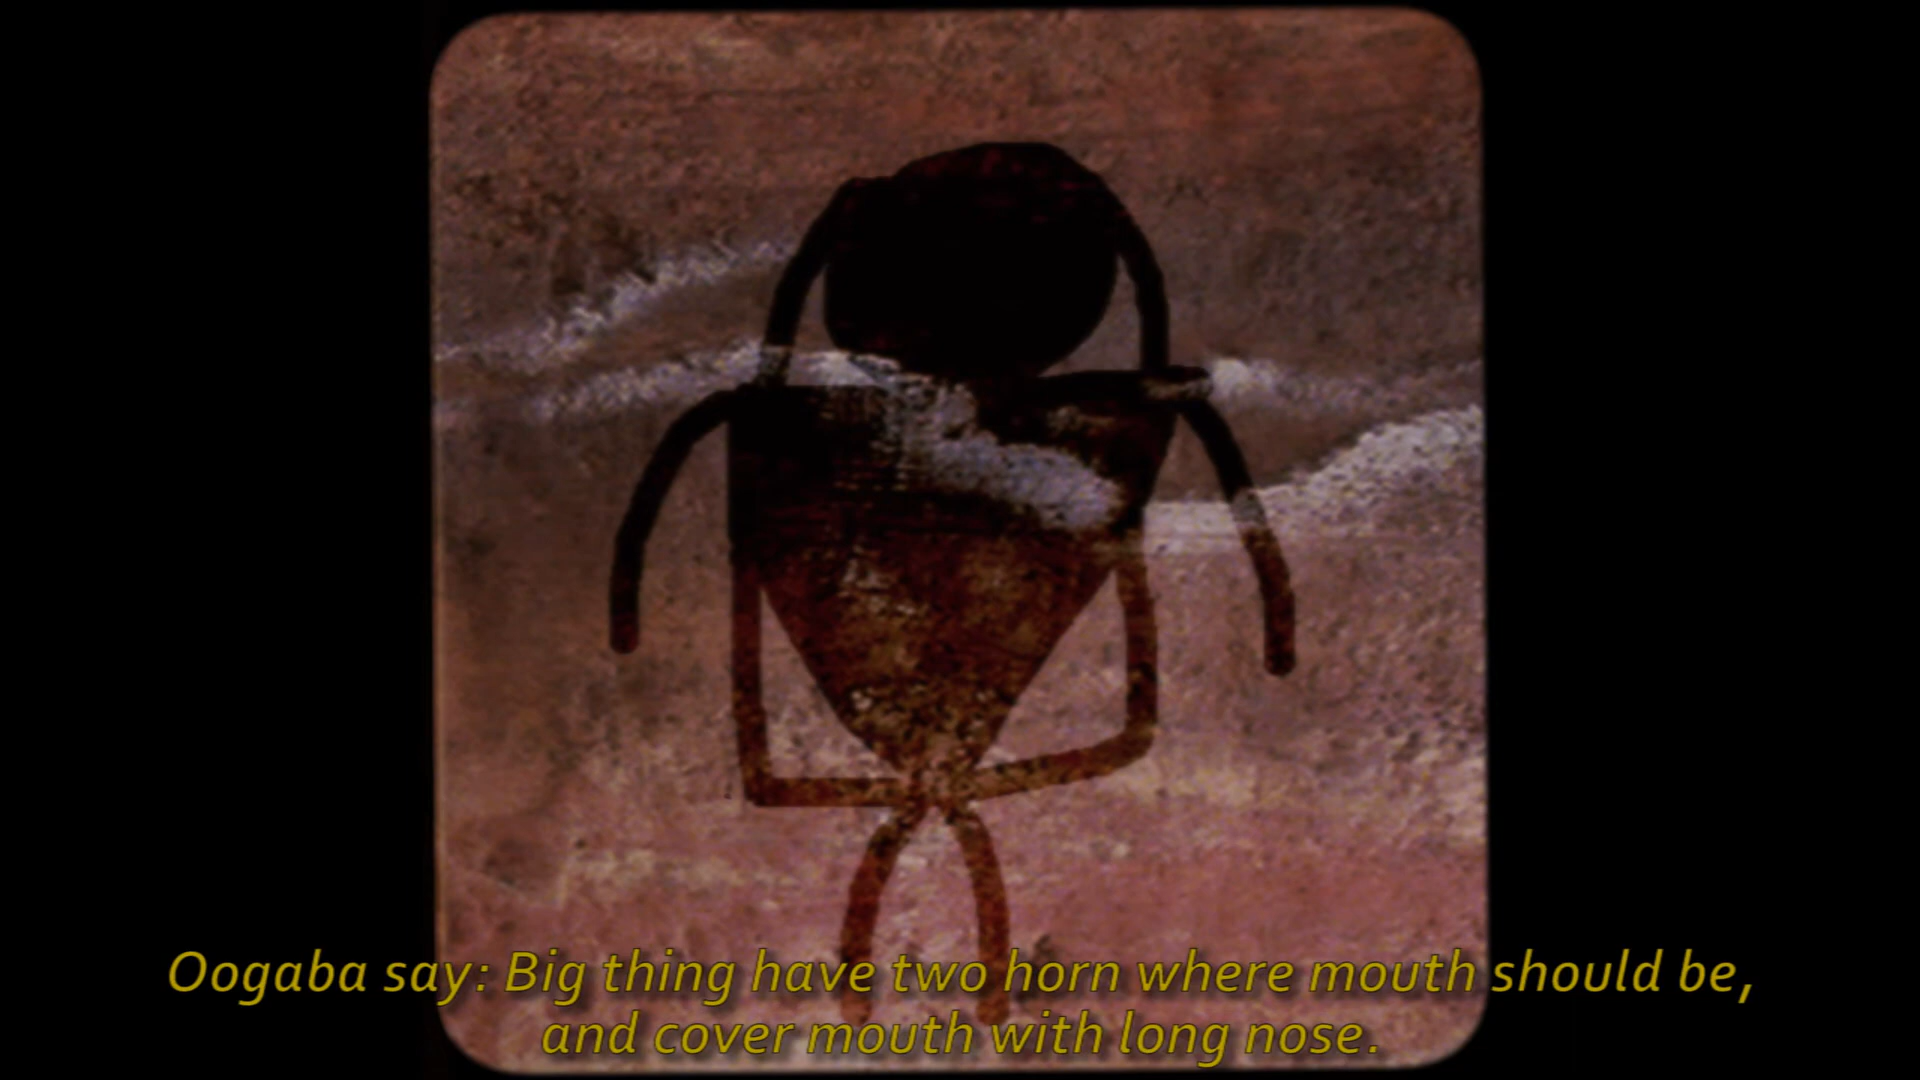 Oogaba say: Big thing have two horn where mouth should be,
and cover mouth with long nose.